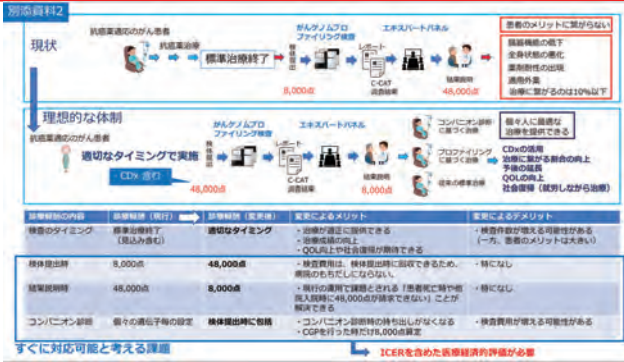 別添資料2
現状
抗癌薬適応のがん患者
抗癌薬治療
標準治療終了
検体提出
がんゲノムプロ
ファイリング検査
レポート
C-CAT
調査結果
エキスパートパネル
結果説明
8,000点
48,000点
患者のメリットに繋がらない
臓器機能の低下
全身状態の悪化
薬剤耐性の出現
適応外薬
治療に繋がるのは10%以下
理想的な体制
抗癌薬適応のがん患者
適切なタイミングで実施
・CDx 含む
検体提出
がんゲノムプロ
ファイリング検査
レポート
C-CAT
調査結果
エキスパートパネル
結果説明
48,000点
8,000点
コンパニオン診断
に基づく治療
プロファイリング
に基づく治療
従来の標準治療
個々人に最適な
治療を提供できる
CDxの活用
治療に繋がる割合の向上
予後の延長
QOLの向上
社会復帰（就労しながら治療）
診療報酬の内容
診療報酬（現行）
診療報酬（変更後）
変更によるメリット
変更によるデメリット
検査のタイミング
標準治療終了
（見込み含む）
適切なタイミング
・治療が適正に提供できる
・治療成績の向上
・QOL向上や社会復帰が期待できる
・検査件数が増える可能性がある
（一方、患者のメリットは大きい）
検体提出時
8,000点
48,000点
・検査費用は、検体提出時に回収できるため、
病院のもちだしにならない。
・特になし
結果説明時
48,000点
8,000点
・現行の運用で課題とされる「患者死亡時や他
院入院時に48,000点が請求できない」ことが
解決できる
・特になし
コンパニオン診断
個々の遺伝子毎の設定
検体提出時に包括
・コンパニオン診断時の持ち出しがなくなる
・CGPを行った時だけ8,000点算定
・検査費用が増える可能性がある
すぐに対応可能と考える課題
ICERを含めた医療経済的評価が必要